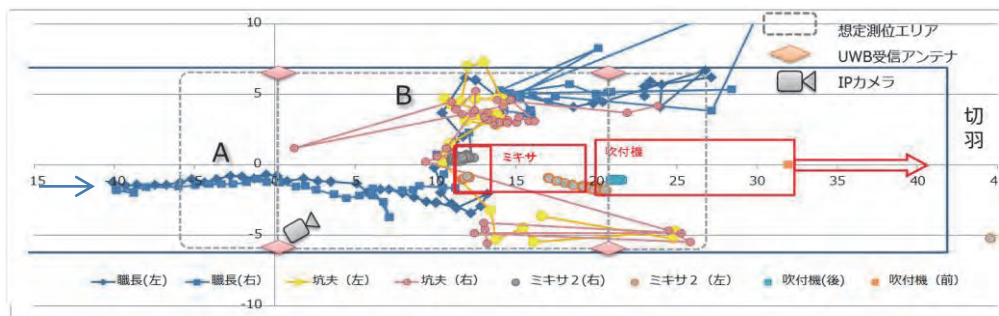 10
想定測位エリア
UWB受信アンテナ
IPカメラ
5
B
A
切羽
ミキサ
吹付機
15
10
5
0
0
5
10
15
20
25
30
35
40
4
-5
職長(左)
職長(右)
坑夫（左）
坑夫（右）
ミキサ２(右)
ミキサ２（左）
吹付機(後)
吹付機（前）
-10